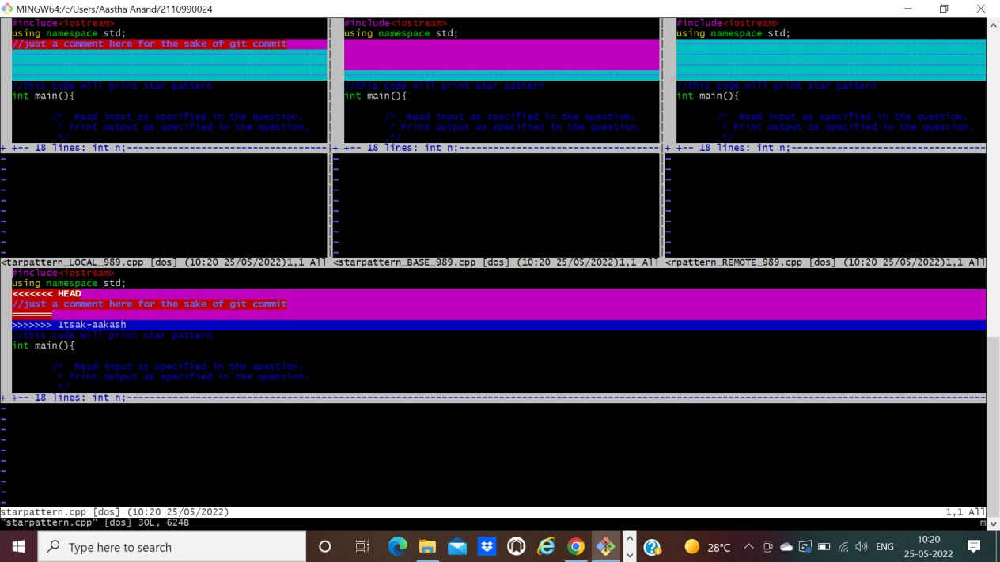 MINGW64:/c/Users/Aastha Anand/2110990024
#include<iostream>
using namespace std;
//just a comment here for the sake of git commit
//this code will print star pattern
int main(){
/* Read input as specified in the question.
* Print output as specified in the question.
*/
+ +-- 18 lines: int n;
~
~
~
~
~
~
~
~
~
~
<tarpattern_LOCAL_989.cpp [dos] (10:20 25/05/2022)1,1 All
#include<iostream>
using namespace std;
//this code will print star pattern
int main(){
/* Read input as specified in the question.
* Print output as specified in the question.
*/
+ +-- 18 lines: int n;
~
~
~
~
~
~
~
~
~
~
<starpattern_BASE_989.cpp [dos] (10:20 25/05/2022)1,1 All
#include<iostream>
using namespace std;
//this code will print star pattern
int main(){
/* Read input as specified in the question.
* Print output as specified in the question.
*/
+ +-- 18 lines: int n;
~
~
~
~
~
~
~
~
~
~
<rpattern_REMOTE_989.cpp [dos] (10:20 25/05/2022)1,1 All
#include<iostream>
using namespace std;
<<<<<<< HEAD
//just a comment here for the sake of git commit
=======
>>>>>>> 1tsak-aakash
//this code will print star pattern
int main(){
/* Read input as specified in the question.
* Print output as specified in the question.
*/
+ +-- 18 lines: int n;
~
~
~
~
~
~
~
~
~
~
starpattern.cpp [dos] (10:20 25/05/2022) 1,1 All
"starpattern.cpp" [dos] 30L, 624B m
Type here to search
28°C
ENG
10:20
25-05-2022